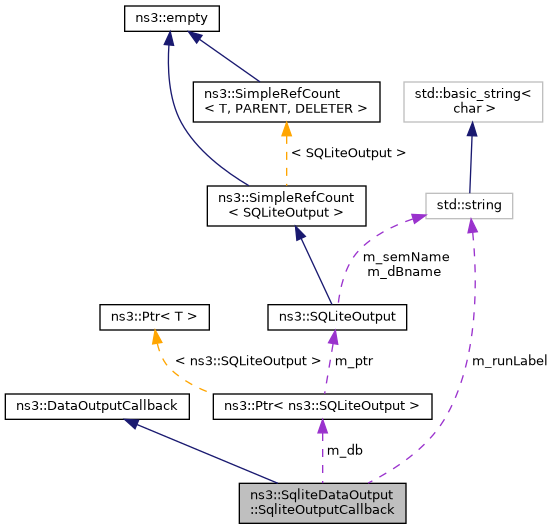 ns3::empty
ns3::SimpleRefCount
< T, PARENT, DELETER >
std::basic_string<
char >
< SQLiteOutput >
ns3::SimpleRefCount
< SQLiteOutput >
std::string
m_semName
m_dBname
ns3::Ptr< T >
ns3::SQLiteOutput
< ns3::SQLiteOutput >
m_ptr
m_runLabel
ns3::DataOutputCallback
ns3::Ptr< ns3::SQLiteOutput >
m_db
ns3::SqliteDataOutput
::SqliteOutputCallback